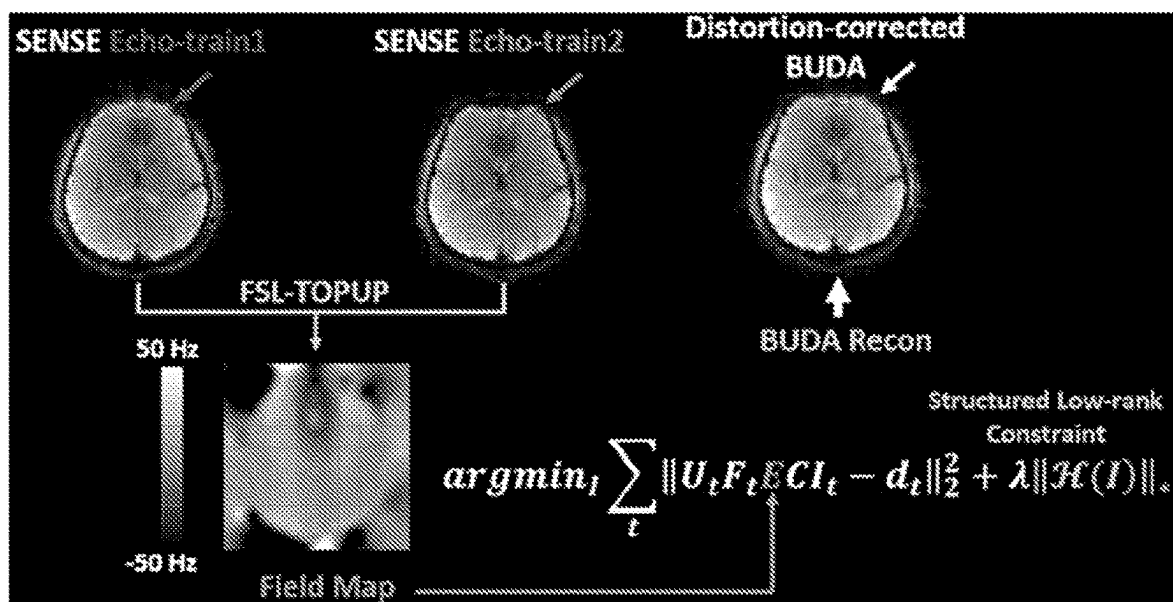 SENSE Echo-train1
SENSE Echo-train2
Distortion-corrected
BUDA
FSL-TOPUP
BUDA Recon
50 Hz
-50 Hz
Field Map
Structured Low-rank
Constraint
argmin_I ∑_t ‖U_t F_t E C I_t − d_t‖_2^2 + λ‖ℋ(I)‖_*